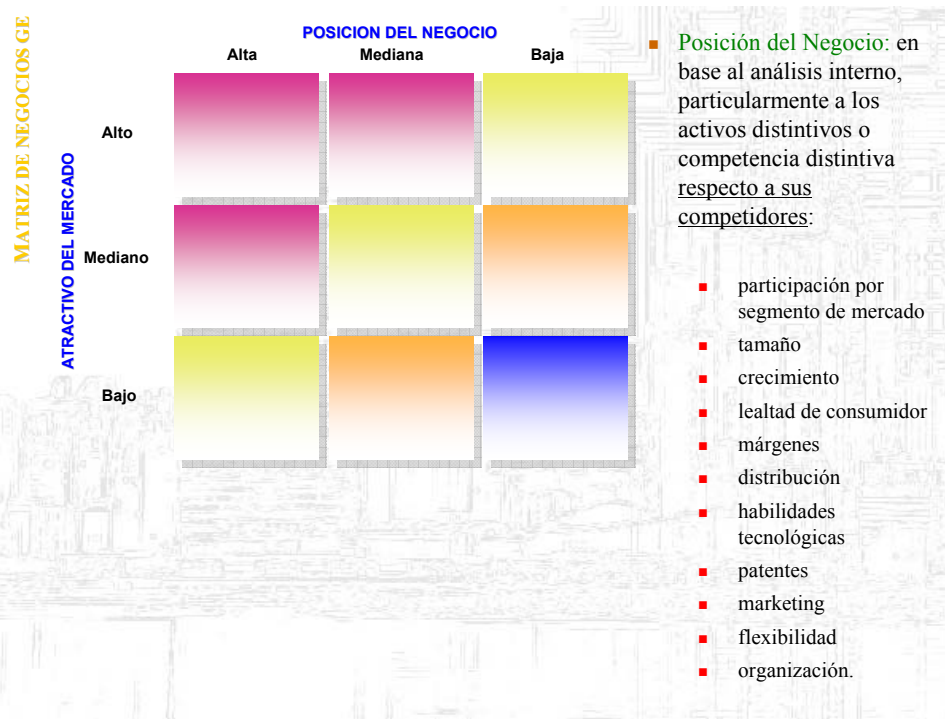 MATRIZ DE NEGOCIOS GE
POSICION DEL NEGOCIO
Alta Mediana Baja
ATRACTIVO DEL MERCADO
Alto
Mediano
Bajo
Posición del Negocio: en
base al análisis interno,
particularmente a los
activos distintivos o
competencia distintiva
respecto a sus
competidores:
participación por
segmento de mercado
tamaño
crecimiento
lealtad de consumidor
márgenes
distribución
habilidades
tecnológicas
patentes
marketing
flexibilidad
organización.